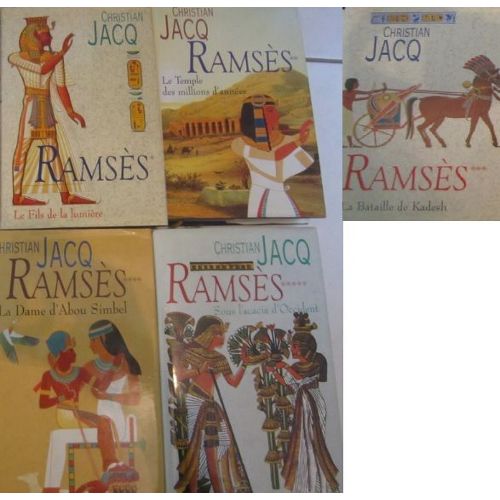 CHRISTIAN
JACQ
RAMSÈS*
Le Fils de la lumière
CHRISTIAN
JACQ
RAMSÈS**
Le Temple
des millions d'années
CHRISTIAN
JACQ
RAMSÈS***
La Bataille de Kadesh
CHRISTIAN JACQ
RAMSÈS****
La Dame d'Abou Simbel
CHRISTIAN JACQ
RAMSÈS*****
Sous l'acacia d'Occident